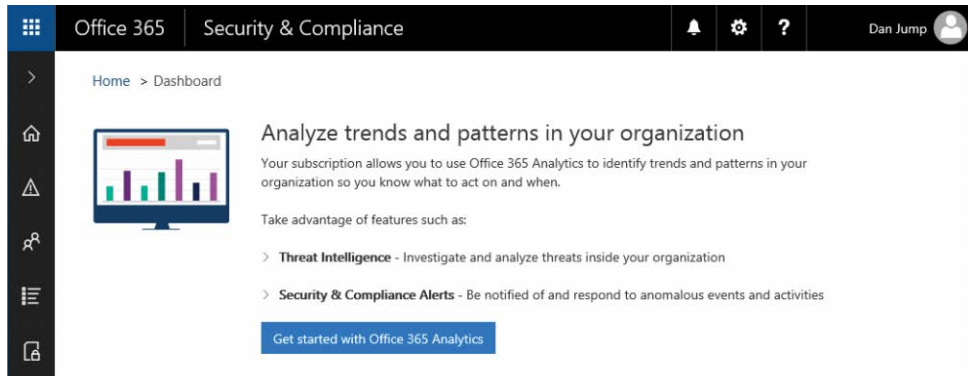 Office 365 Security & Compliance
? Dan Jump
Home > Dashboard
Analyze trends and patterns in your organization
Your subscription allows you to use Office 365 Analytics to identify trends and patterns in your
organization so you know what to act on and when.
Take advantage of features such as:
> Threat Intelligence - Investigate and analyze threats inside your organization
> Security & Compliance Alerts - Be notified of and respond to anomalous events and activities
Get started with Office 365 Analytics